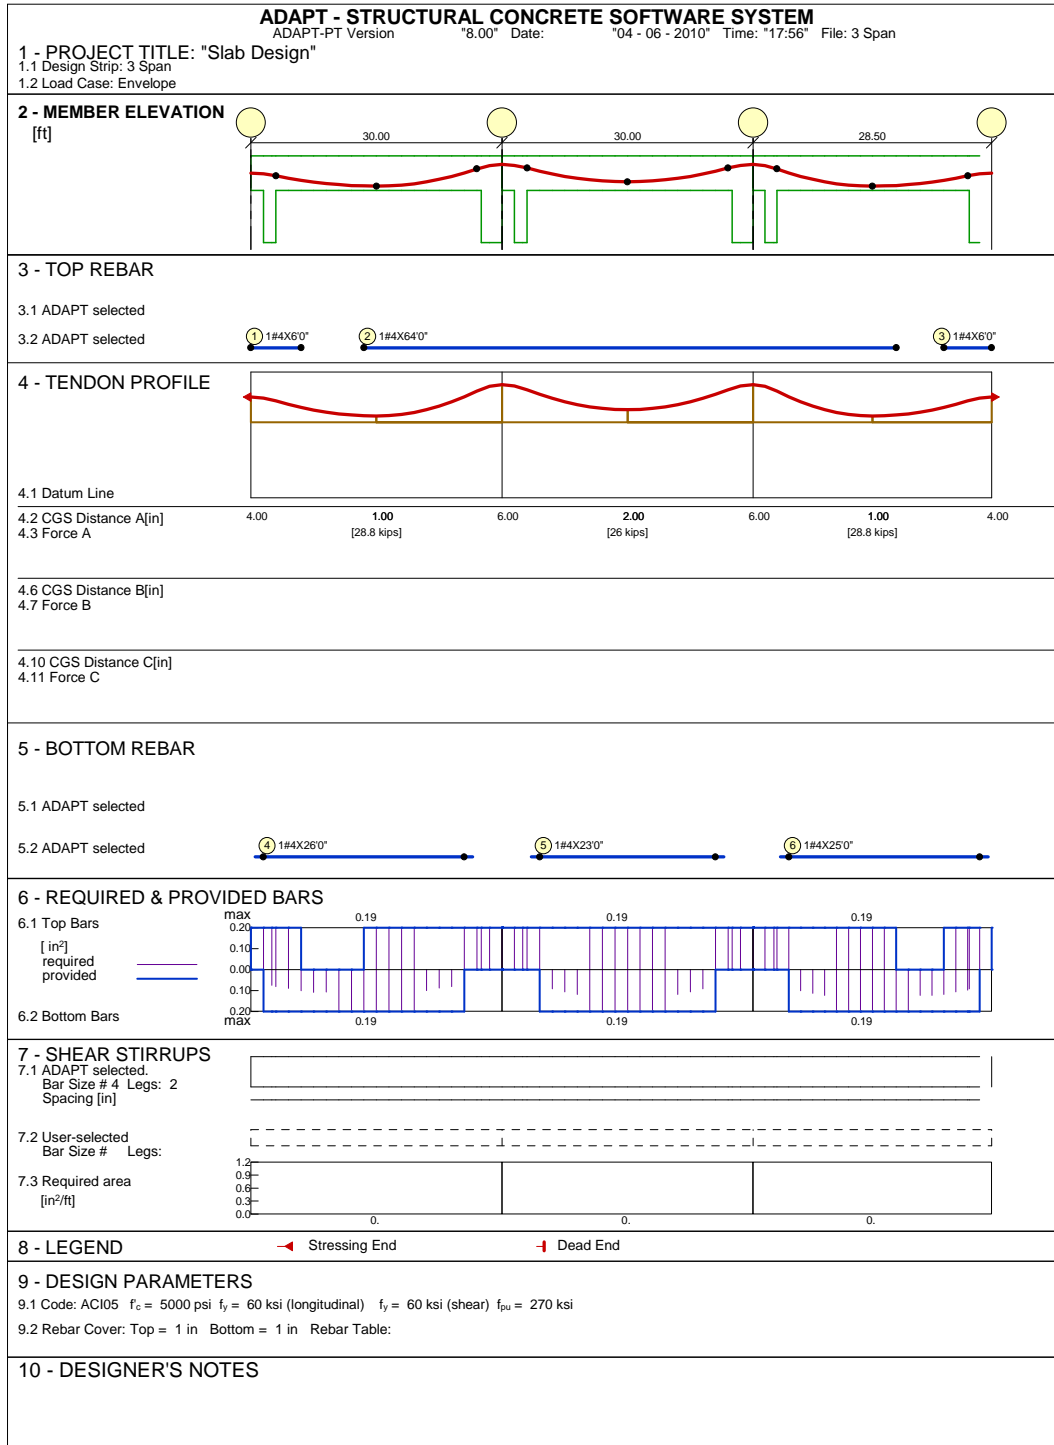 ADAPT - STRUCTURAL CONCRETE SOFTWARE SYSTEM
ADAPT-PT Version "8.00" Date: "04 - 06 - 2010" Time: "17:56" File: 3 Span
1 - PROJECT TITLE: "Slab Design"
1.1 Design Strip: 3 Span
1.2 Load Case: Envelope
2 - MEMBER ELEVATION
[ft]
30.00 30.00 28.50
3 - TOP REBAR
3.1 ADAPT selected
3.2 ADAPT selected
1 1#4X6'0" 2 1#4X64'0" 3 1#4X6'0"
4 - TENDON PROFILE
4.1 Datum Line
4.2 CGS Distance A[in] 4.00 1.00 6.00 2.00 6.00 1.00 4.00
4.3 Force A [28.8 kips] [26 kips] [28.8 kips]
4.6 CGS Distance B[in]
4.7 Force B
4.10 CGS Distance C[in]
4.11 Force C
5 - BOTTOM REBAR
5.1 ADAPT selected
5.2 ADAPT selected
4 1#4X26'0" 5 1#4X23'0" 6 1#4X25'0"
6 - REQUIRED & PROVIDED BARS
6.1 Top Bars
max 0.19 0.19 0.19
0.20
[ in²] 0.10
required
provided 0.00
0.10
6.2 Bottom Bars 0.20
max 0.19 0.19 0.19
7 - SHEAR STIRRUPS
7.1 ADAPT selected.
Bar Size # 4 Legs: 2
Spacing [in]
7.2 User-selected
Bar Size # Legs:
7.3 Required area
[in²/ft]
1.2
0.9
0.6
0.3
0.0
0. 0. 0.
8 - LEGEND Stressing End Dead End
9 - DESIGN PARAMETERS
9.1 Code: ACI05 f'c = 5000 psi fy = 60 ksi (longitudinal) fy = 60 ksi (shear) fpu = 270 ksi
9.2 Rebar Cover: Top = 1 in Bottom = 1 in Rebar Table:
10 - DESIGNER'S NOTES